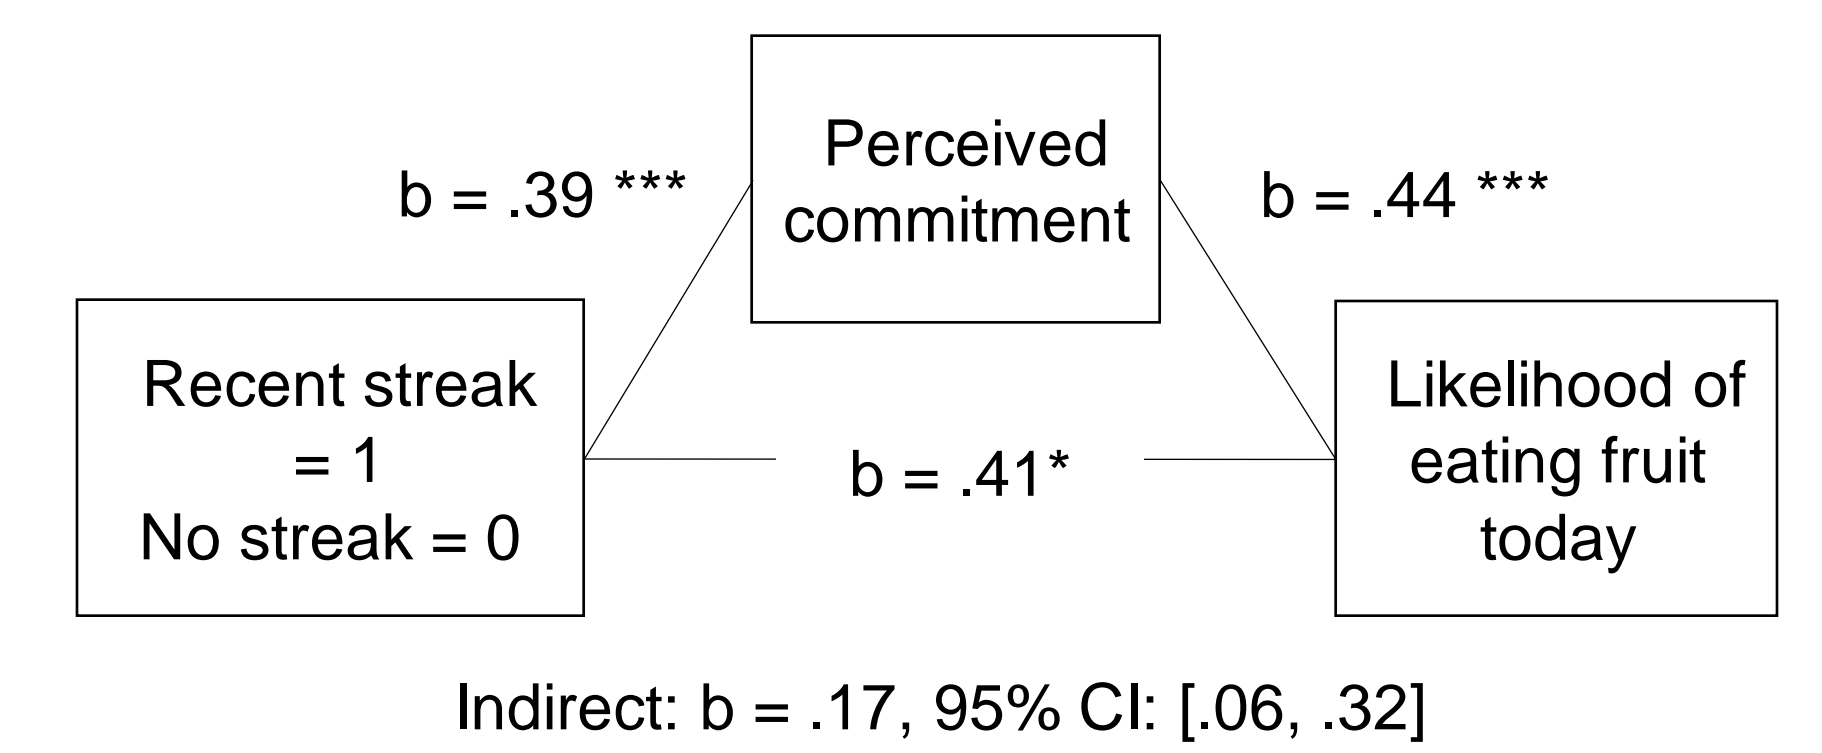 Perceived
commitment
b = .39 ***
b = .44 ***
Recent streak
= 1
No streak = 0
b = .41*
Likelihood of
eating fruit
today
Indirect: b = .17, 95% CI: [.06, .32]